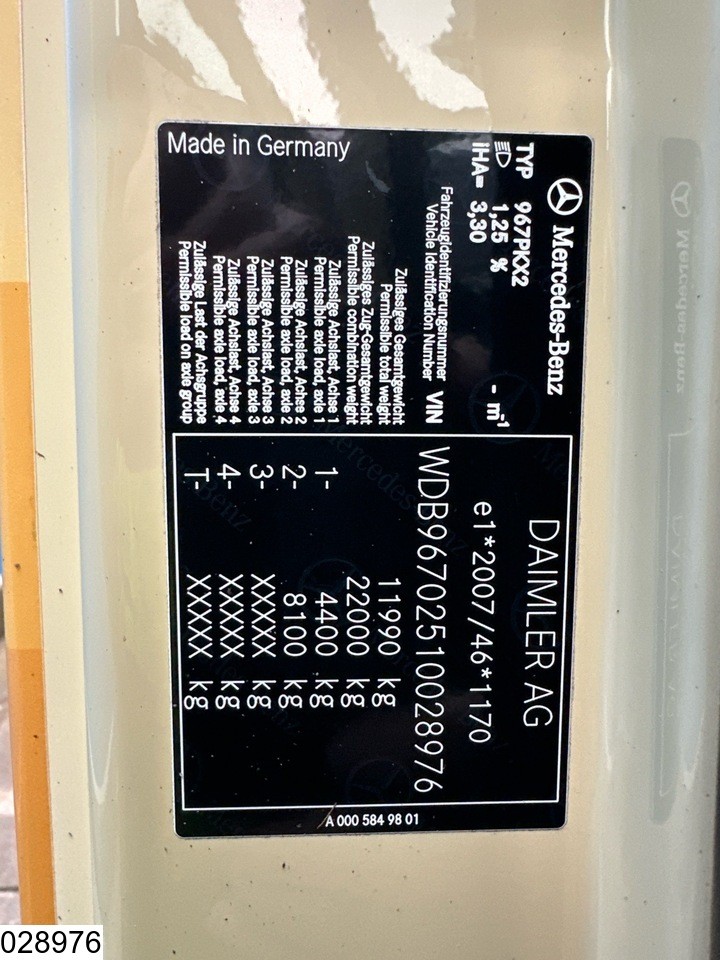 Mercedes-Benz
TYP 967PKX2
1,25 %
iHA= 3,30 - m-1
DAIMLER AG
e1*2007/46*1170
Fahrzeugidentifizierungsnummer
Vehicle Identification Number VIN WDB96702510028976
Zulässiges Gesamtgewicht
Permissible total weight 11990 kg
Zulässiges Zug-Gesamtgewicht
Permissible combination weight 22000 kg
Zulässige Achslast, Achse 1
Permissible axle load, axle 1 1- 4400 kg
Zulässige Achslast, Achse 2
Permissible axle load, axle 2 2- 8100 kg
Zulässige Achslast, Achse 3
Permissible axle load, axle 3 3- XXXXX kg
Zulässige Achslast, Achse 4
Permissible axle load, axle 4 4- XXXXX kg
Zulässige Last der Achsgruppe
Permissible load on axle group T- XXXXX kg
Made in Germany
A 000 584 98 01
028976